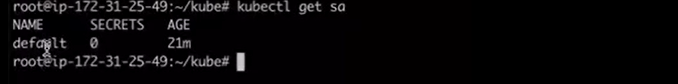 root@ip-172-31-25-49:~/kube# kubectl get sa
NAME SECRETS AGE
default 0 21m
root@ip-172-31-25-49:~/kube#